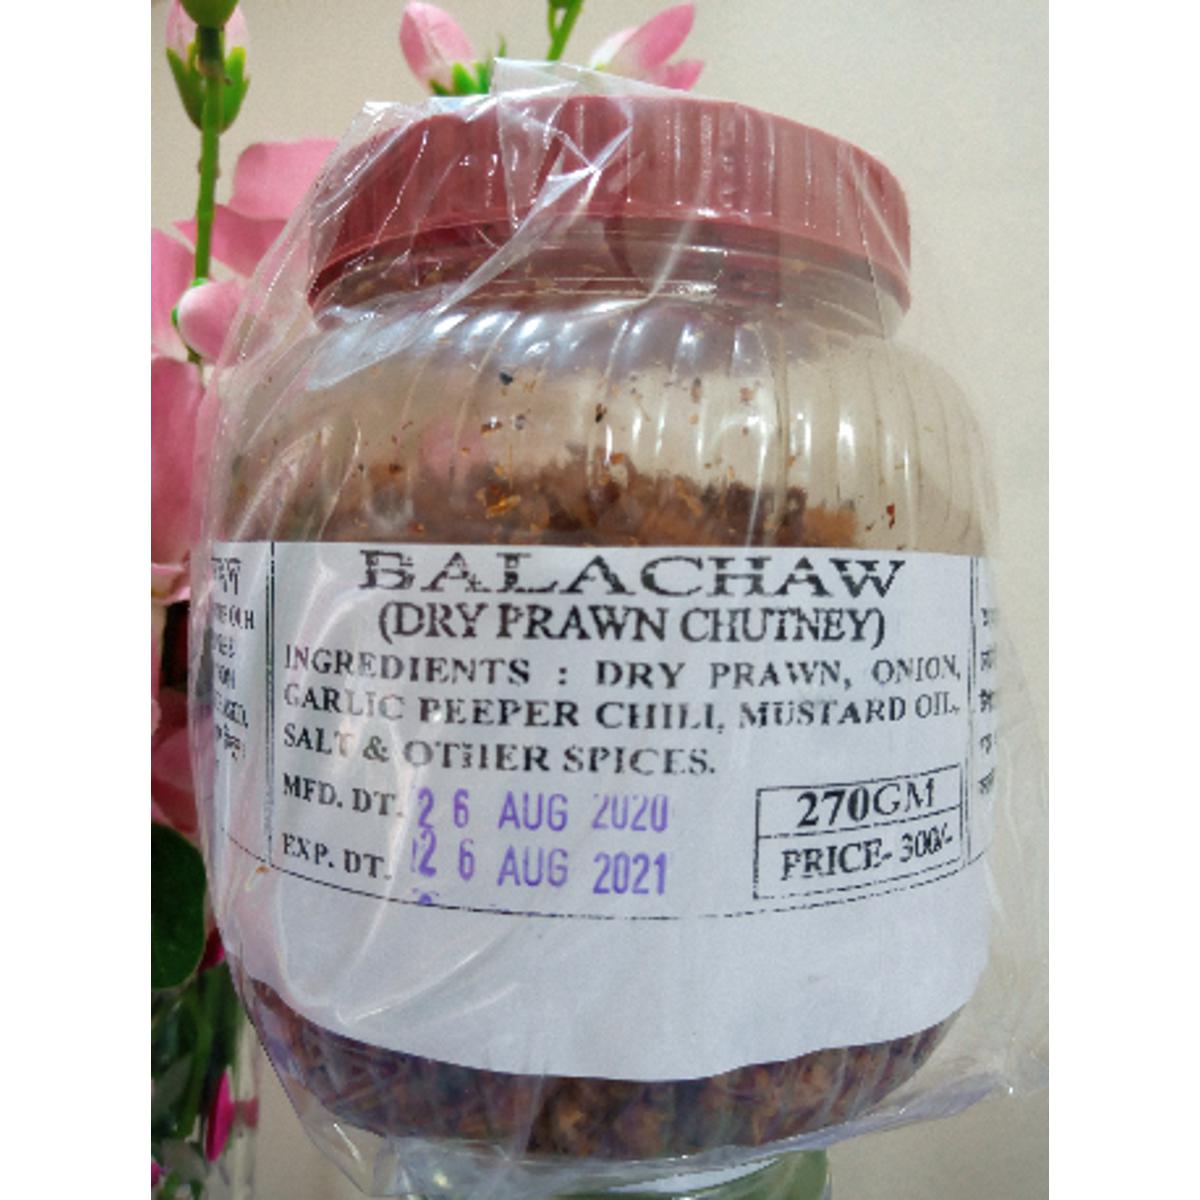 BALACHAW
(DRY PRAWN CHUTNEY)
INGREDIENTS : DRY PRAWN, ONION,
GARLIC PEEPER CHILI, MUSTARD OIL,
SALT & OTHER SPICES.
MFD. DT. 26 AUG 2020
EXP. DT. 26 AUG 2021
270GM
PRICE- 300/-